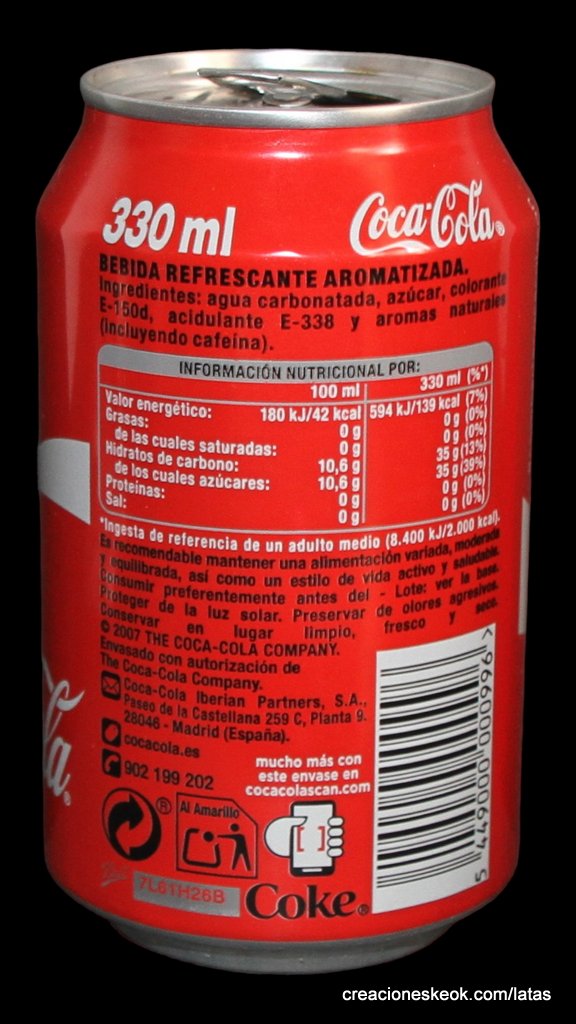 330 ml
Coca-Cola®
BEBIDA REFRESCANTE AROMATIZADA.
Ingredientes: agua carbonatada, azúcar, colorante
E-150d, acidulante E-338 y aromas naturales
(incluyendo cafeína).
INFORMACIÓN NUTRICIONAL POR:
100 ml 330 ml (%*)
Valor energético: 180 kJ/42 kcal 594 kJ/139 kcal (7%)
Grasas: 0 g 0 g (0%)
de las cuales saturadas: 0 g 0 g (0%)
Hidratos de carbono: 10,6 g 35 g (13%)
de los cuales azúcares: 10,6 g 35 g (39%)
Proteínas: 0 g 0 g (0%)
Sal: 0 g 0 g (0%)
*Ingesta de referencia de un adulto medio (8.400 kJ/2.000 kcal).
Es recomendable mantener una alimentación variada, moderada
y equilibrada, así como un estilo de vida activo y saludable.
Consumir preferentemente antes del - Lote: ver la base.
Proteger de la luz solar. Preservar de olores agresivos.
Conservar en lugar limpio, fresco y seco.
© 2007 THE COCA-COLA COMPANY.
Envasado con autorización de
The Coca-Cola Company.
Coca-Cola Iberian Partners, S.A.,
Paseo de la Castellana 259 C, Planta 9.
28046 - Madrid (España).
cocacola.es
902 199 202
mucho más con
este envase en
cocacolascan.com
®
Al Amarillo
7L61H26B
Coke®
5 449000 000996 >
la®
creacioneskeok.com/latas